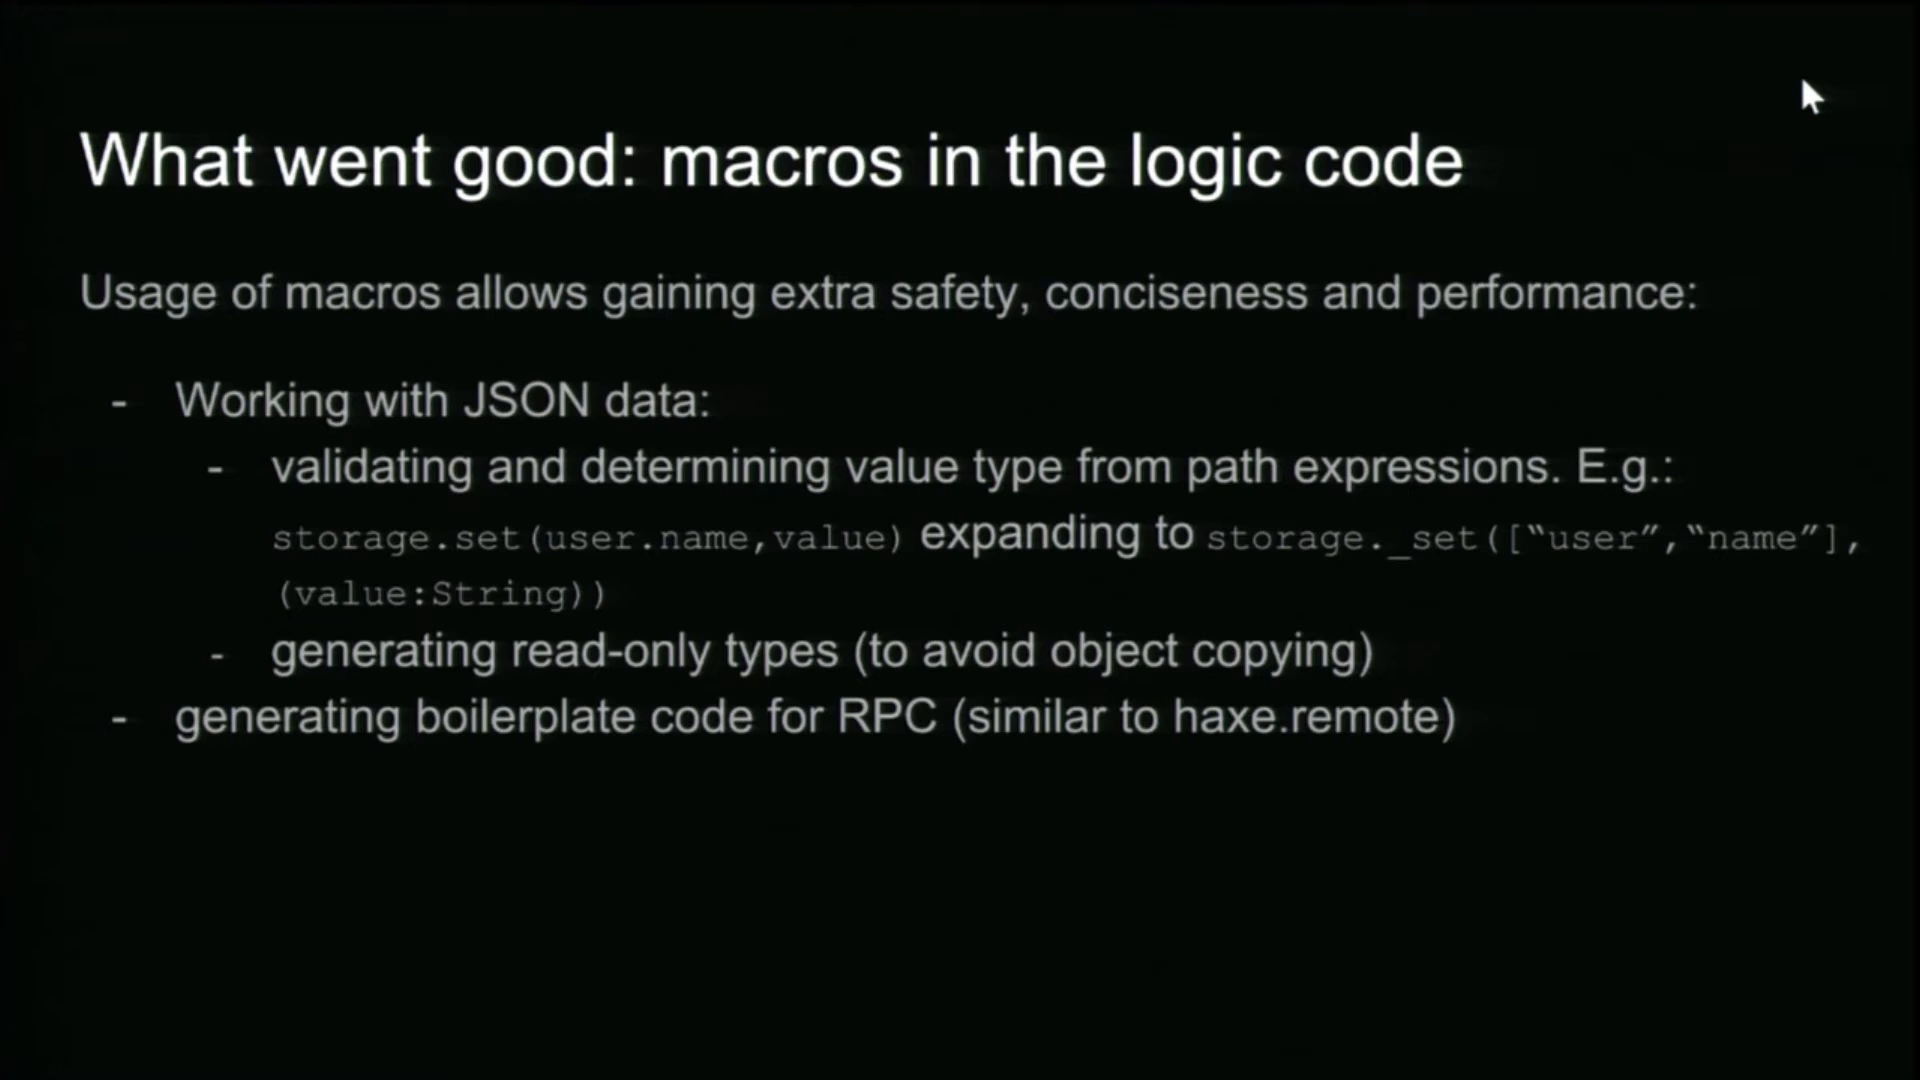 What went good: macros in the logic code
Usage of macros allows gaining extra safety, conciseness and performance:
- Working with JSON data:
- validating and determining value type from path expressions. E.g.:
storage.set(user.name,value) expanding to storage._set([“user”,“name”],
(value:String))
- generating read-only types (to avoid object copying)
- generating boilerplate code for RPC (similar to haxe.remote)